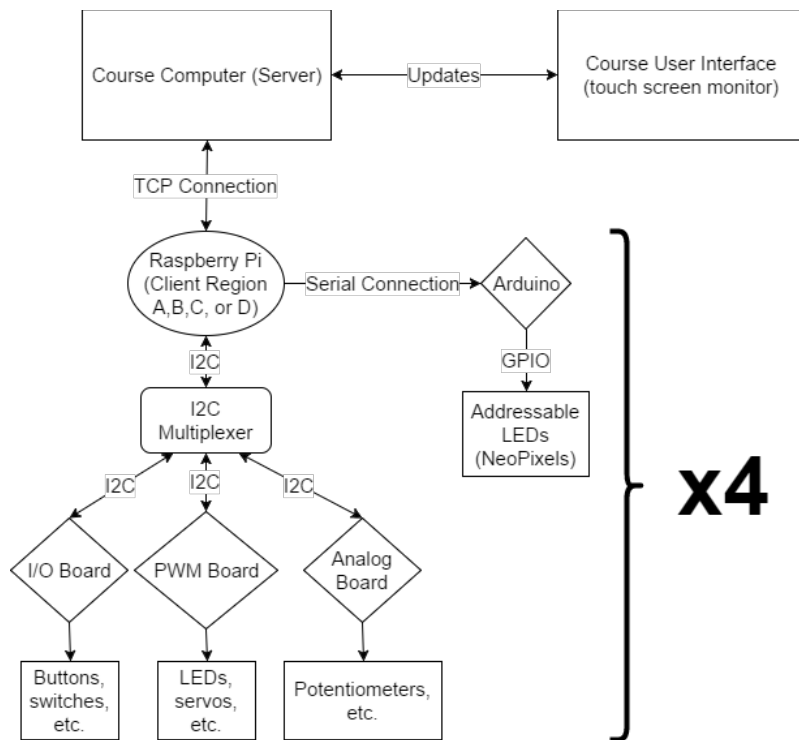 Course Computer (Server)
Updates
Course User Interface
(touch screen monitor)
TCP Connection
Raspberry Pi
(Client Region
A,B,C, or D)
Serial Connection
Arduino
I2C
GPIO
I2C
Multiplexer
Addressable
LEDs
(NeoPixels)
x4
I2C
I2C
I2C
I/O Board
PWM Board
Analog
Board
Buttons,
switches,
etc.
LEDs,
servos,
etc.
Potentiometers,
etc.